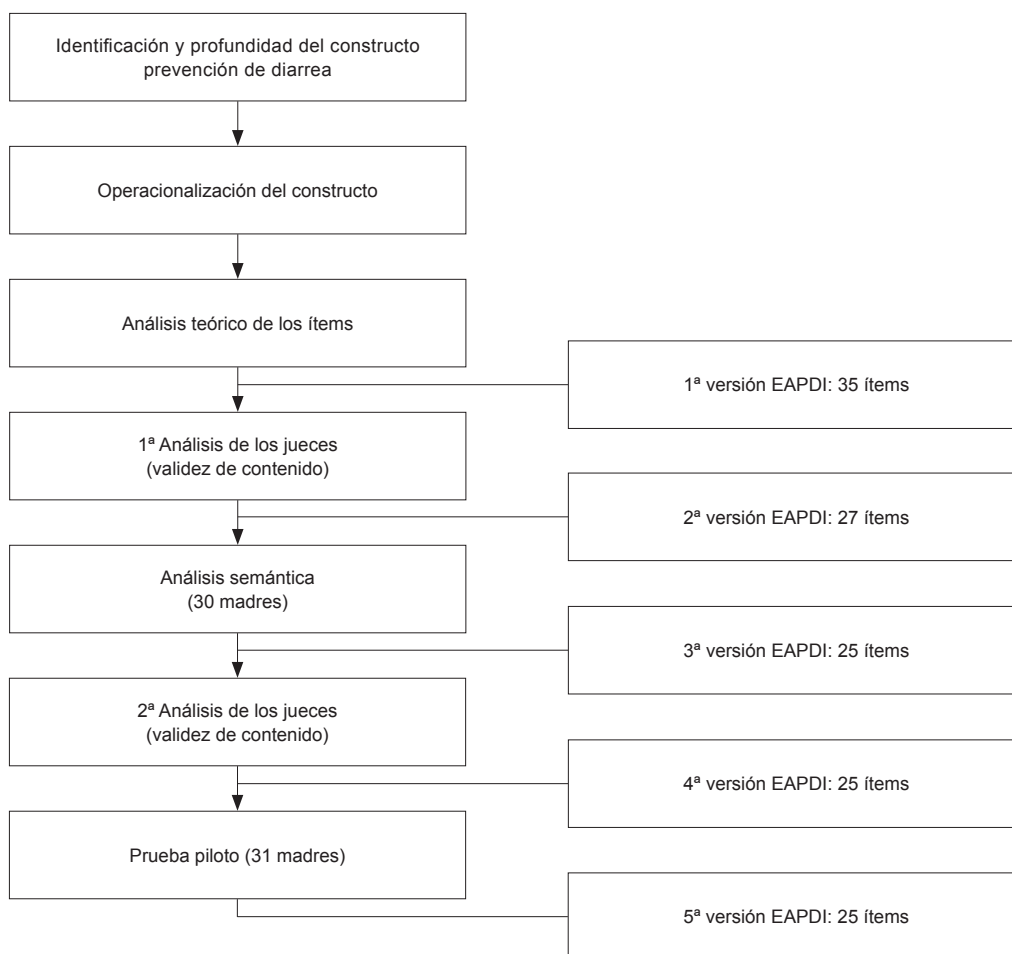 Identificación y profundidad del constructo
prevención de diarrea
Operacionalización del constructo
Análisis teórico de los ítems
1ª versión EAPDI: 35 ítems
1ª Análisis de los jueces
(validez de contenido)
2ª versión EAPDI: 27 ítems
Análisis semántica
(30 madres)
3ª versión EAPDI: 25 ítems
2ª Análisis de los jueces
(validez de contenido)
4ª versión EAPDI: 25 ítems
Prueba piloto (31 madres)
5ª versión EAPDI: 25 ítems